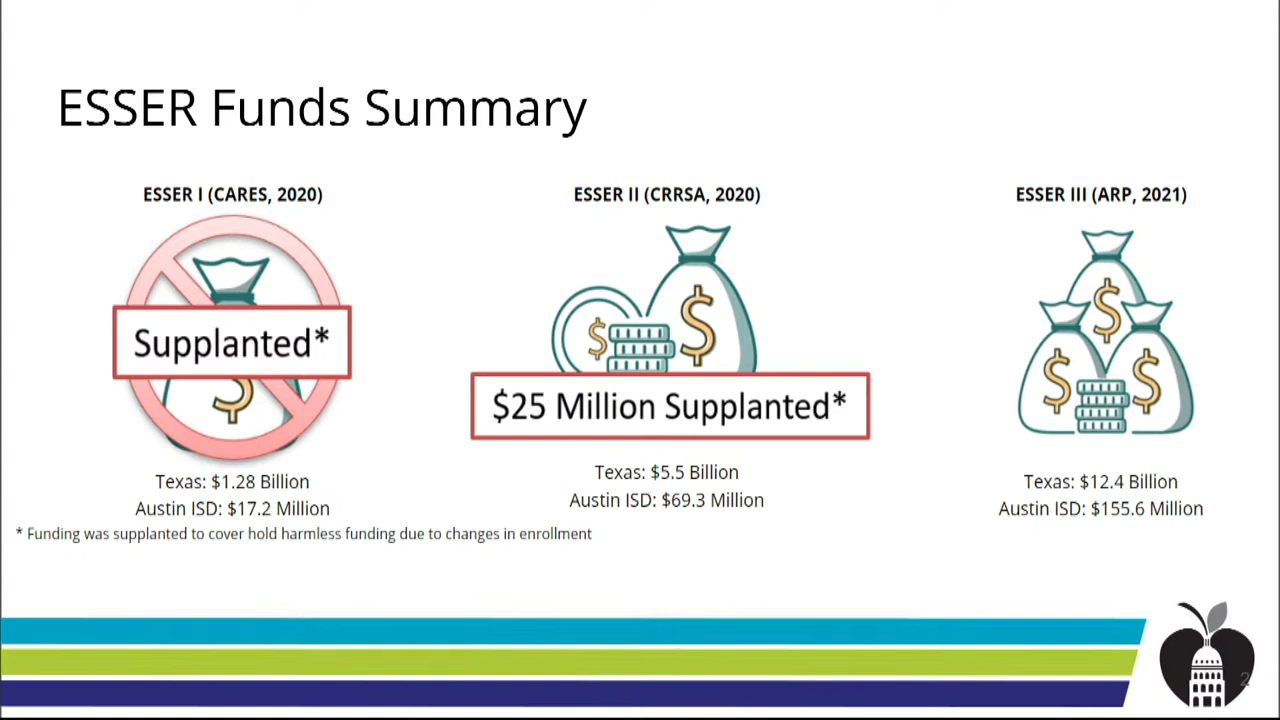 ESSER Funds Summary
ESSER I (CARES, 2020)
Supplanted*
$
Texas: $1.28 Billion
Austin ISD: $17.2 Million
ESSER II (CRRSA, 2020)
$ $
$25 Million Supplanted*
Texas: $5.5 Billion
Austin ISD: $69.3 Million
ESSER III (ARP, 2021)
$
$ $
Texas: $12.4 Billion
Austin ISD: $155.6 Million
* Funding was supplanted to cover hold harmless funding due to changes in enrollment
2